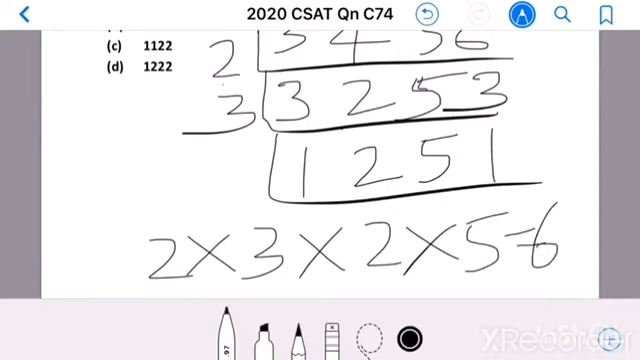 2020 CSAT Qn C74
(c) 1122
(d) 1222
2 3 4 5 6
3 3 2 5 3
1 2 5 1
2 × 3 × 2 × 5 = 6
.97
XRecorder